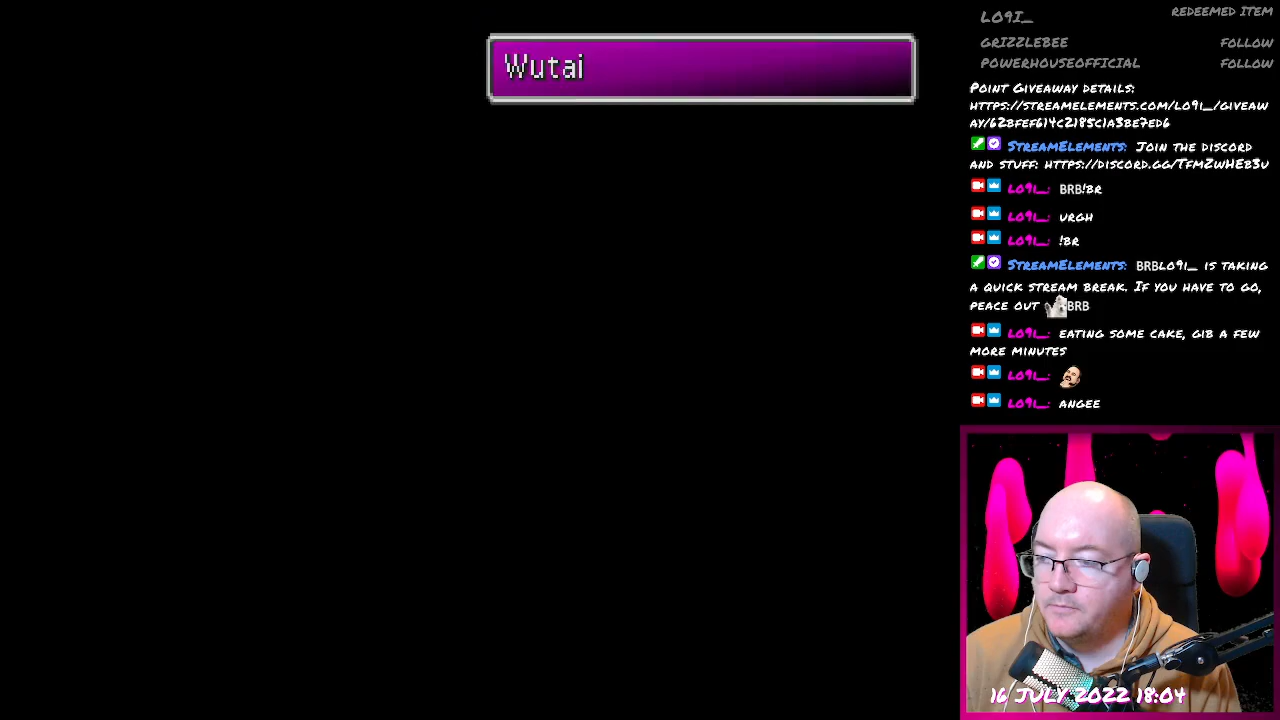 Wutai
LO9I_
REDEEMED ITEM
GRIZZLEBEE FOLLOW
POWERHOUSEOFFICIAL FOLLOW
POINT GIVEAWAY DETAILS:
HTTPS://STREAMELEMENTS.COM/LO9I_/GIVEAW
AY/62BFEF614C2185C1A3BE7ED6
STREAMELEMENTS: JOIN THE DISCORD
AND STUFF: HTTPS://DISCORD.GG/TFMZWHEB3U
LO9I_: BRB!BR
LO9I_: URGH
LO9I_: !BR
STREAMELEMENTS: BRBLO9I_ IS TAKING
A QUICK STREAM BREAK. IF YOU HAVE TO GO,
PEACE OUT BRB
LO9I_: EATING SOME CAKE, GIB A FEW
MORE MINUTES
LO9I_:
LO9I_: ANGEE
16 JULY 2022 18:04